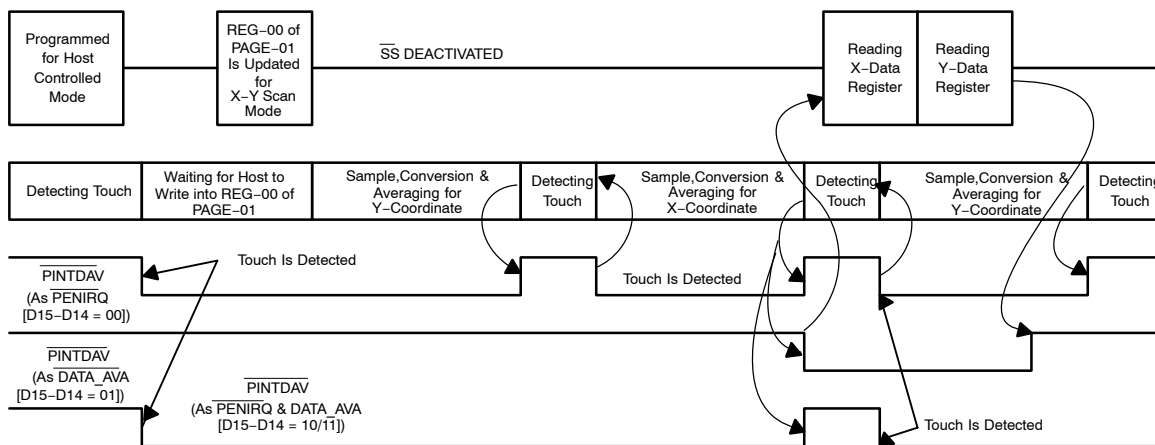 Programmed
for Host
Controlled
Mode
REG−00 of
PAGE−01
Is Updated
for
X−Y Scan
Mode
SS DEACTIVATED
Reading
X−Data
Register
Reading
Y−Data
Register
Detecting Touch
Waiting for Host to
Write into REG−00 of
PAGE−01
Sample,Conversion &
Averaging for
Y−Coordinate
Detecting
Touch
Sample,Conversion &
Averaging for
X−Coordinate
Detecting
Touch
Sample,Conversion &
Averaging for
Y−Coordinate
Detecting
Touch
PINTDAV
(As PENIRQ
[D15−D14 = 00])
Touch Is Detected
Touch Is Detected
PINTDAV
(As DATA_AVA
[D15−D14 = 01])
PINTDAV
(As PENIRQ & DATA_AVA
[D15−D14 = 10/11])
Touch Is Detected